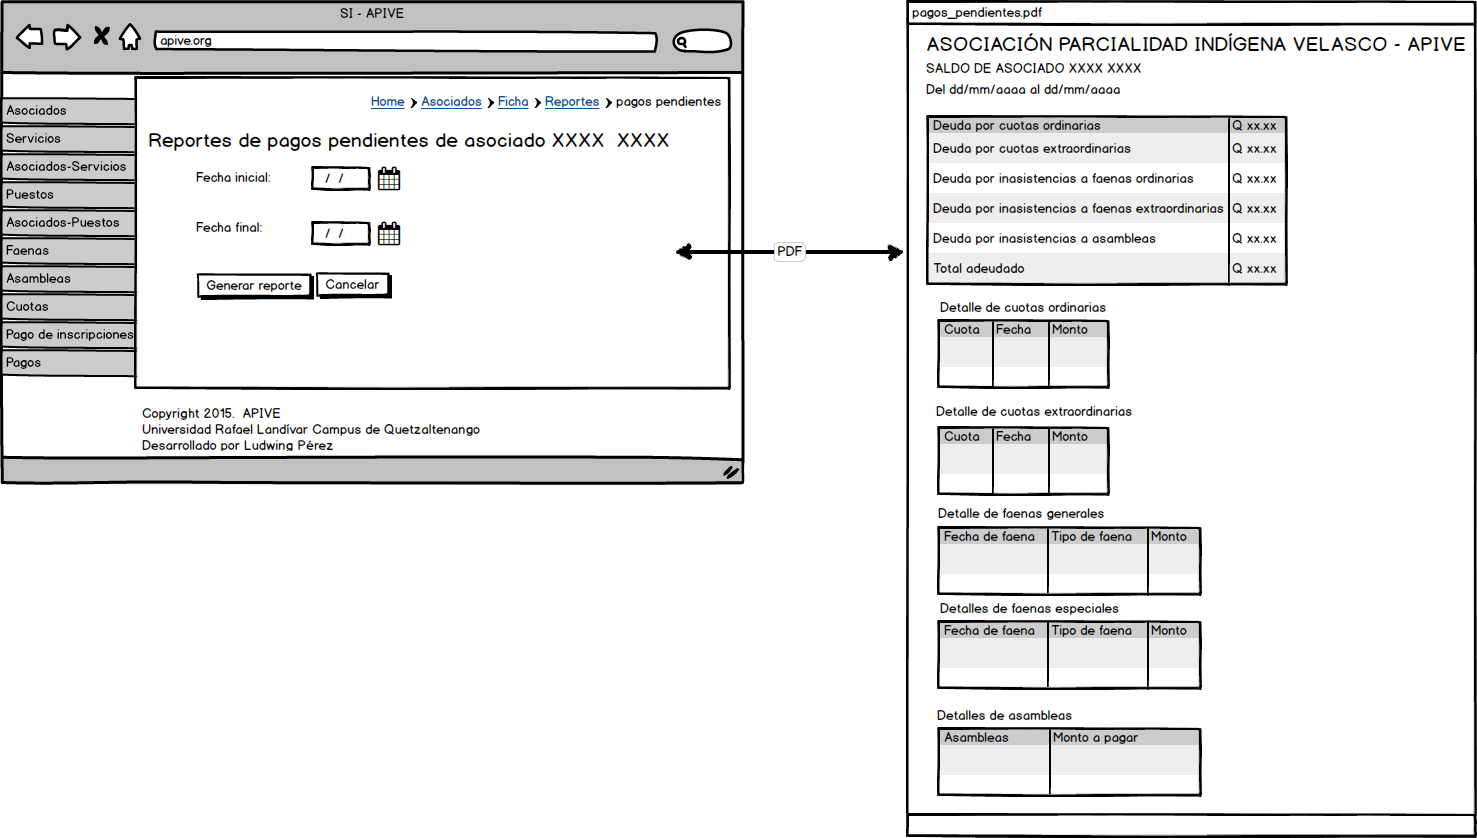 SI - APIVE
apive.org
Home Asociados Ficha Reportes pagos pendientes
Asociados
Servicios
Asociados-Servicios
Puestos
Asociados-Puestos
Faenas
Asambleas
Cuotas
Pago de inscripciones
Pagos
Reportes de pagos pendientes de asociado XXXX XXXX
Fecha inicial: / /
Fecha final: / /
Generar reporte Cancelar
Copyright 2015. APIVE
Universidad Rafael Landívar Campus de Quetzaltenango
Desarrollado por Ludwing Pérez
PDF
pagos_pendientes.pdf
ASOCIACIÓN PARCIALIDAD INDÍGENA VELASCO - APIVE
SALDO DE ASOCIADO XXXX XXXX
Del dd/mm/aaaa al dd/mm/aaaa
Deuda por cuotas ordinarias Q xx.xx
Deuda por cuotas extraordinarias Q xx.xx
Deuda por inasistencias a faenas ordinarias Q xx.xx
Deuda por inasistencias a faenas extraordinarias Q xx.xx
Deuda por inasistencias a asambleas Q xx.xx
Total adeudado Q xx.xx
Detalle de cuotas ordinarias
Cuota Fecha Monto
Detalle de cuotas extraordinarias
Cuota Fecha Monto
Detalle de faenas generales
Fecha de faena Tipo de faena Monto
Detalles de faenas especiales
Fecha de faena Tipo de faena Monto
Detalles de asambleas
Asambleas Monto a pagar